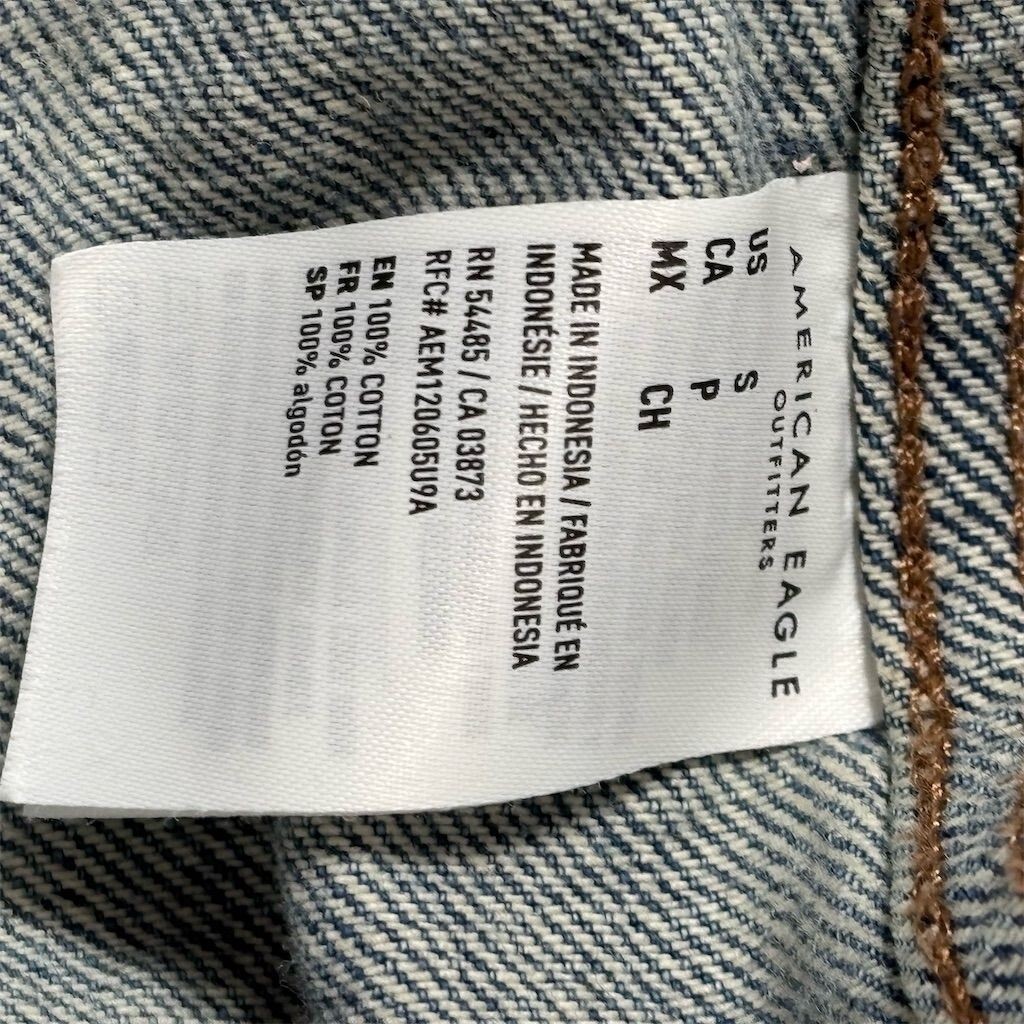 AMERICAN EAGLE
OUTFITTERS
US S
CA P
MX CH
MADE IN INDONESIA / FABRIQUÉ EN
INDONÉSIE / HECHO EN INDONESIA
RN 54485 / CA 03873
RFC# AEM120605U9A
EN 100% COTTON
FR 100% COTON
SP 100% algodón